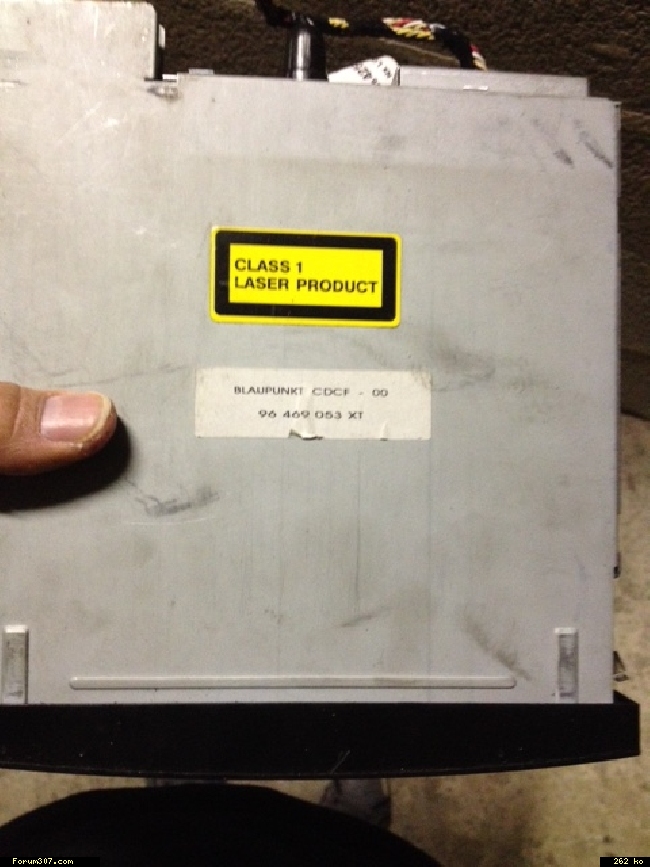 CLASS 1
LASER PRODUCT
BLAUPUNKT CDCF - 00
96 469 053 XT
Forum307.com
262 ko